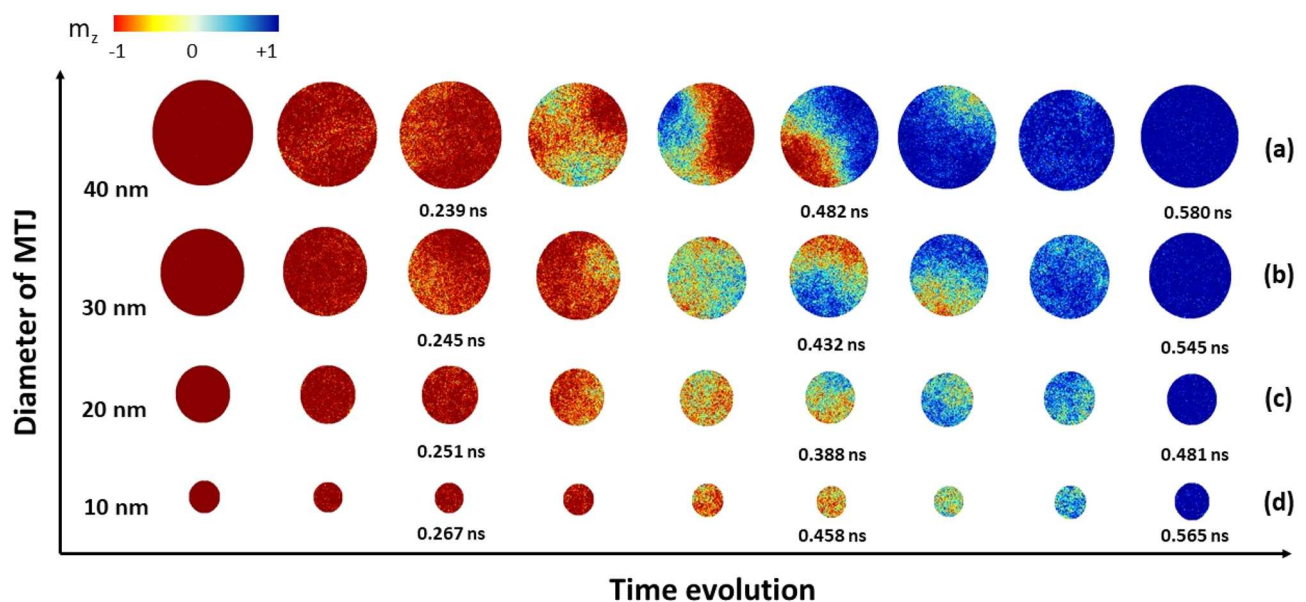 m_z
-1 0 +1
Diameter of MTJ
40 nm
(a)
0.239 ns 0.482 ns 0.580 ns
30 nm
(b)
0.245 ns 0.432 ns 0.545 ns
20 nm
(c)
0.251 ns 0.388 ns 0.481 ns
10 nm
(d)
0.267 ns 0.458 ns 0.565 ns
Time evolution